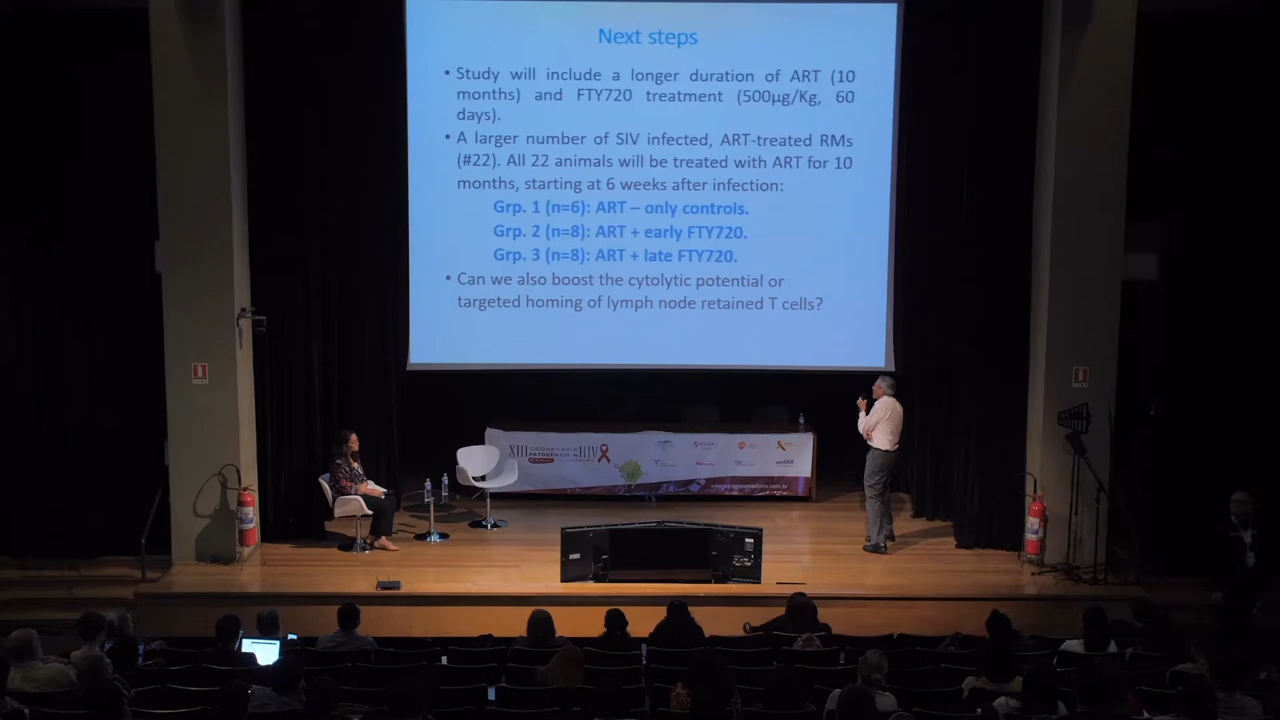 Next steps
• Study will include a longer duration of ART (10
months) and FTY720 treatment (500µg/Kg, 60
days).
• A larger number of SIV infected, ART-treated RMs
(#22). All 22 animals will be treated with ART for 10
months, starting at 6 weeks after infection:
Grp. 1 (n=6): ART – only controls.
Grp. 2 (n=8): ART + early FTY720.
Grp. 3 (n=8): ART + late FTY720.
• Can we also boost the cytolytic potential or
targeted homing of lymph node retained T cells?
XIII
HIV